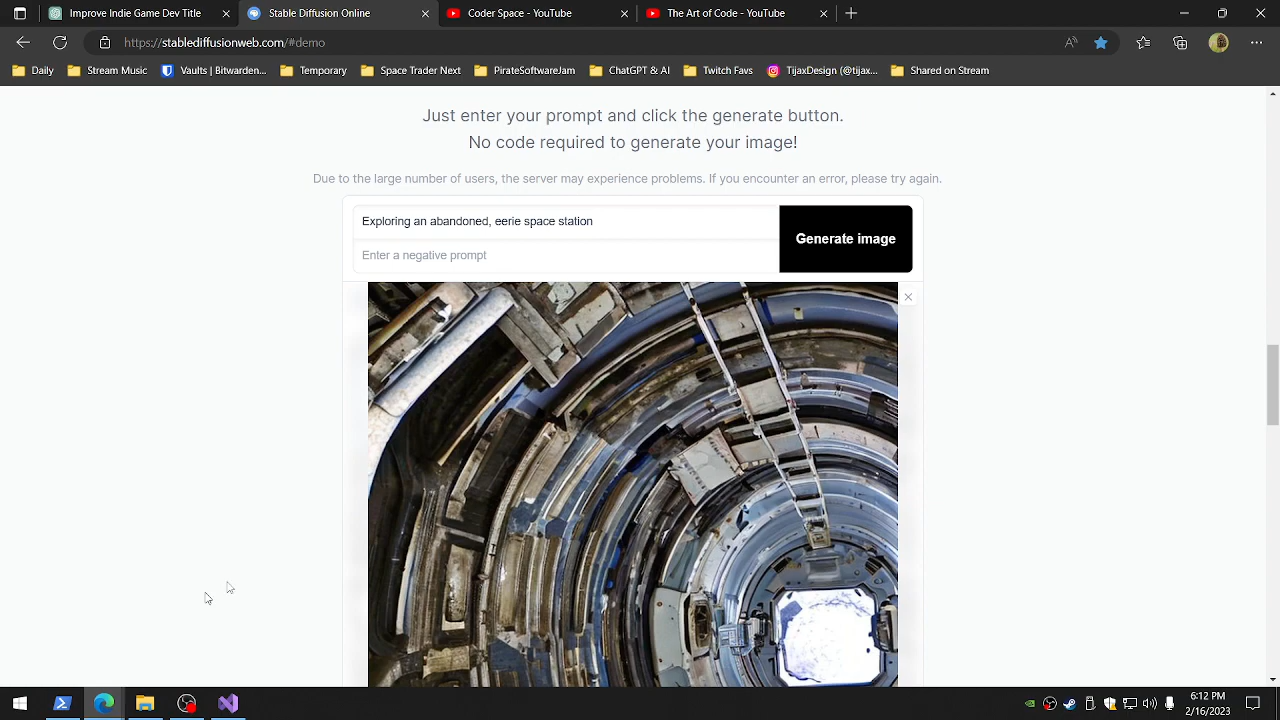 Improve Game Dev Title
Stable Diffusion Online
Coder Space - YouTube
The Art of Code - YouTube
https://stablediffusionweb.com/#demo
Daily
Stream Music
Vaults | Bitwarden...
Temporary
Space Trader Next
PirateSoftwareJam
ChatGPT & AI
Twitch Favs
TijaxDesign (@tijax...
Shared on Stream
Just enter your prompt and click the generate button.
No code required to generate your image!
Due to the large number of users, the server may experience problems. If you encounter an error, please try again.
Exploring an abandoned, eerie space station
Enter a negative prompt
Generate image
6:12 PM
2/16/2023